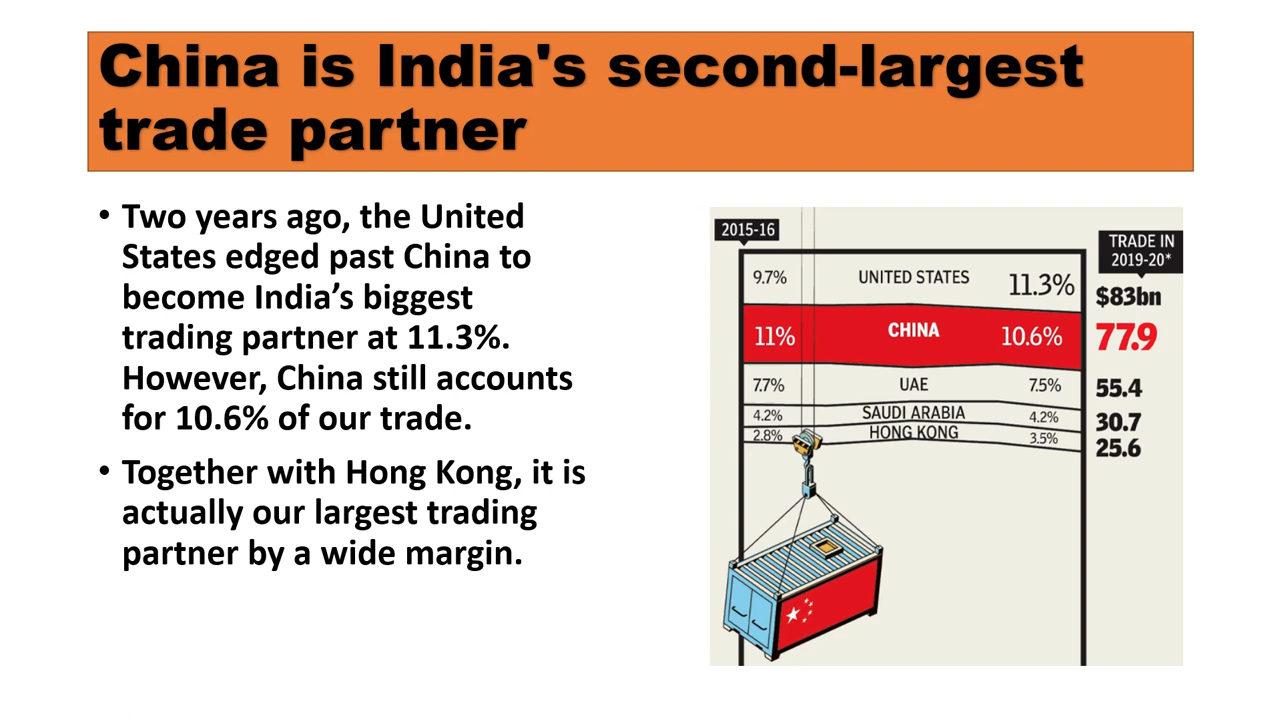 China is India's second-largest
trade partner
• Two years ago, the United
States edged past China to
become India’s biggest
trading partner at 11.3%.
However, China still accounts
for 10.6% of our trade.
• Together with Hong Kong, it is
actually our largest trading
partner by a wide margin.
2015-16
TRADE IN
2019-20*
9.7% UNITED STATES 11.3% $83bn
11% CHINA 10.6% 77.9
7.7% UAE 7.5% 55.4
4.2% SAUDI ARABIA 4.2% 30.7
2.8% HONG KONG 3.5% 25.6